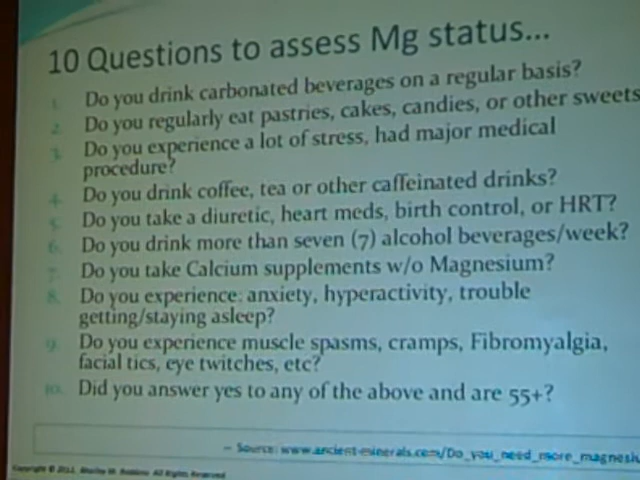 10 Questions to assess Mg status...
1. Do you drink carbonated beverages on a regular basis?
2. Do you regularly eat pastries, cakes, candies, or other sweets
3. Do you experience a lot of stress, had major medical
procedure?
4. Do you drink coffee, tea or other caffeinated drinks?
5. Do you take a diuretic, heart meds, birth control, or HRT?
6. Do you drink more than seven (7) alcohol beverages/week?
7. Do you take Calcium supplements w/o Magnesium?
8. Do you experience: anxiety, hyperactivity, trouble
getting/staying asleep?
9. Do you experience muscle spasms, cramps, Fibromyalgia,
facial tics, eye twitches, etc?
10. Did you answer yes to any of the above and are 55+?
– Source: www.ancient-minerals.com/Do_you_need_more_magnesiu
Copyright © All Rights Reserved